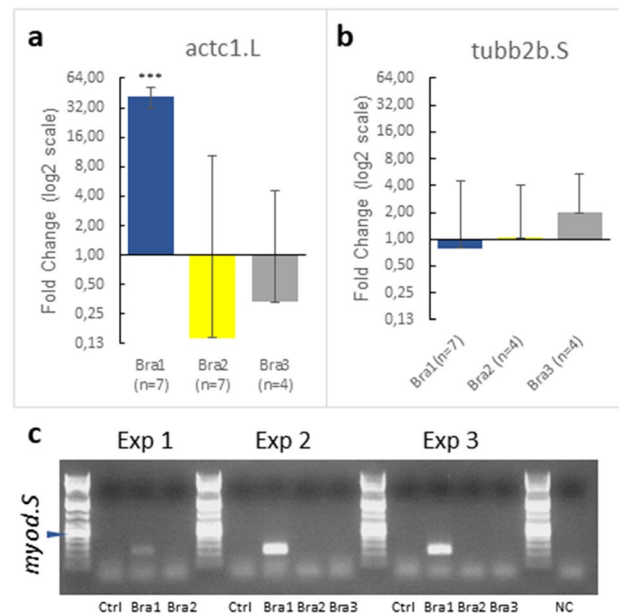 a
actc1.L
Fold Change (log2 scale)
64,00
32,00
16,00
8,00
4,00
2,00
1,00
0,50
0,25
0,13
***
Bra1 (n=7)
Bra2 (n=7)
Bra3 (n=4)
b
tubb2b.S
Fold Change (log2 scale)
64,00
32,00
16,00
8,00
4,00
2,00
1,00
0,50
0,25
0,13
Bra1(n=7)
Bra2 (n=4)
Bra3 (n=4)
c
Exp 1 Exp 2 Exp 3
myod.S
Ctrl Bra1 Bra2 Ctrl Bra1 Bra2 Bra3 Ctrl Bra1 Bra2 Bra3 NC